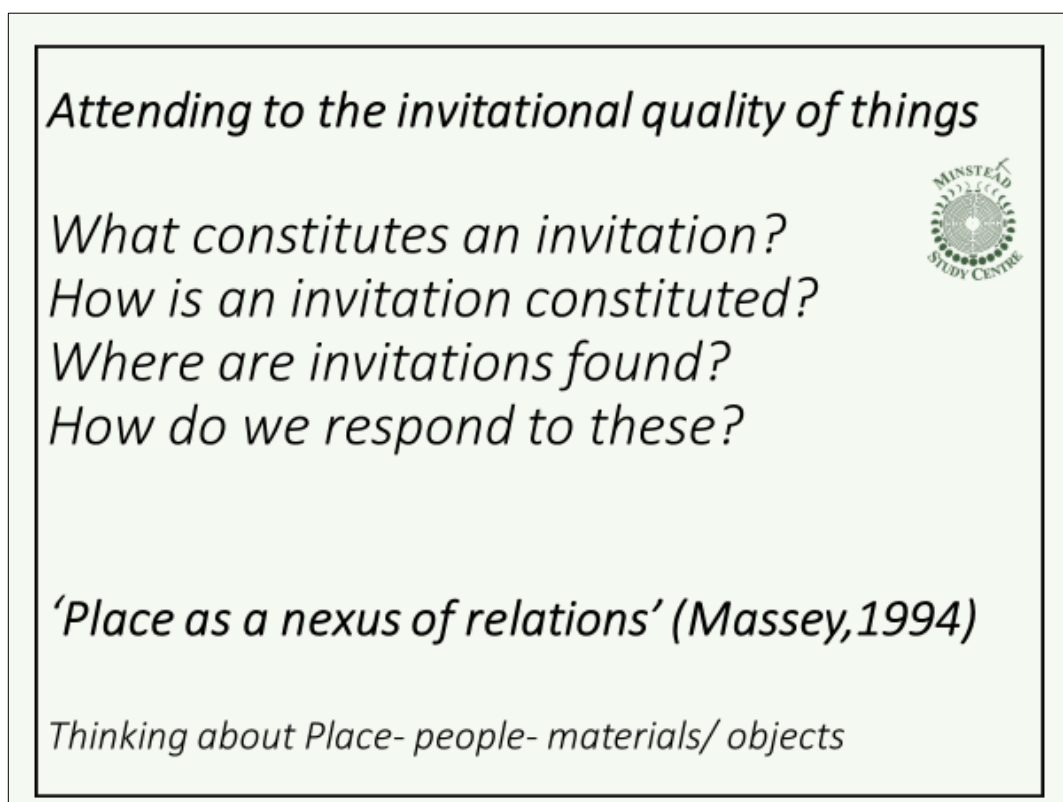 Attending to the invitational quality of things
MINSTEAD
STUDY CENTRE
What constitutes an invitation?
How is an invitation constituted?
Where are invitations found?
How do we respond to these?
‘Place as a nexus of relations’ (Massey,1994)
Thinking about Place- people- materials/ objects